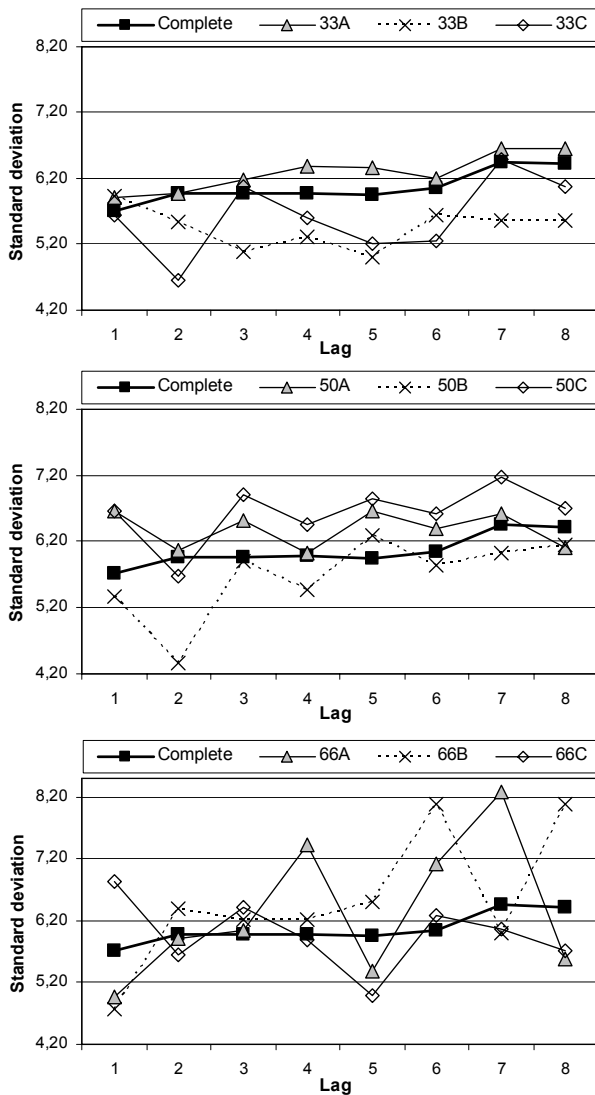 Complete 33A 33B 33C
8,20
7,20
6,20
5,20
4,20
Standard deviation
1 2 3 4 5 6 7 8
Lag
Complete 50A 50B 50C
8,20
7,20
6,20
5,20
4,20
Standard deviation
1 2 3 4 5 6 7 8
Lag
Complete 66A 66B 66C
8,20
7,20
6,20
5,20
4,20
Standard deviation
1 2 3 4 5 6 7 8
Lag